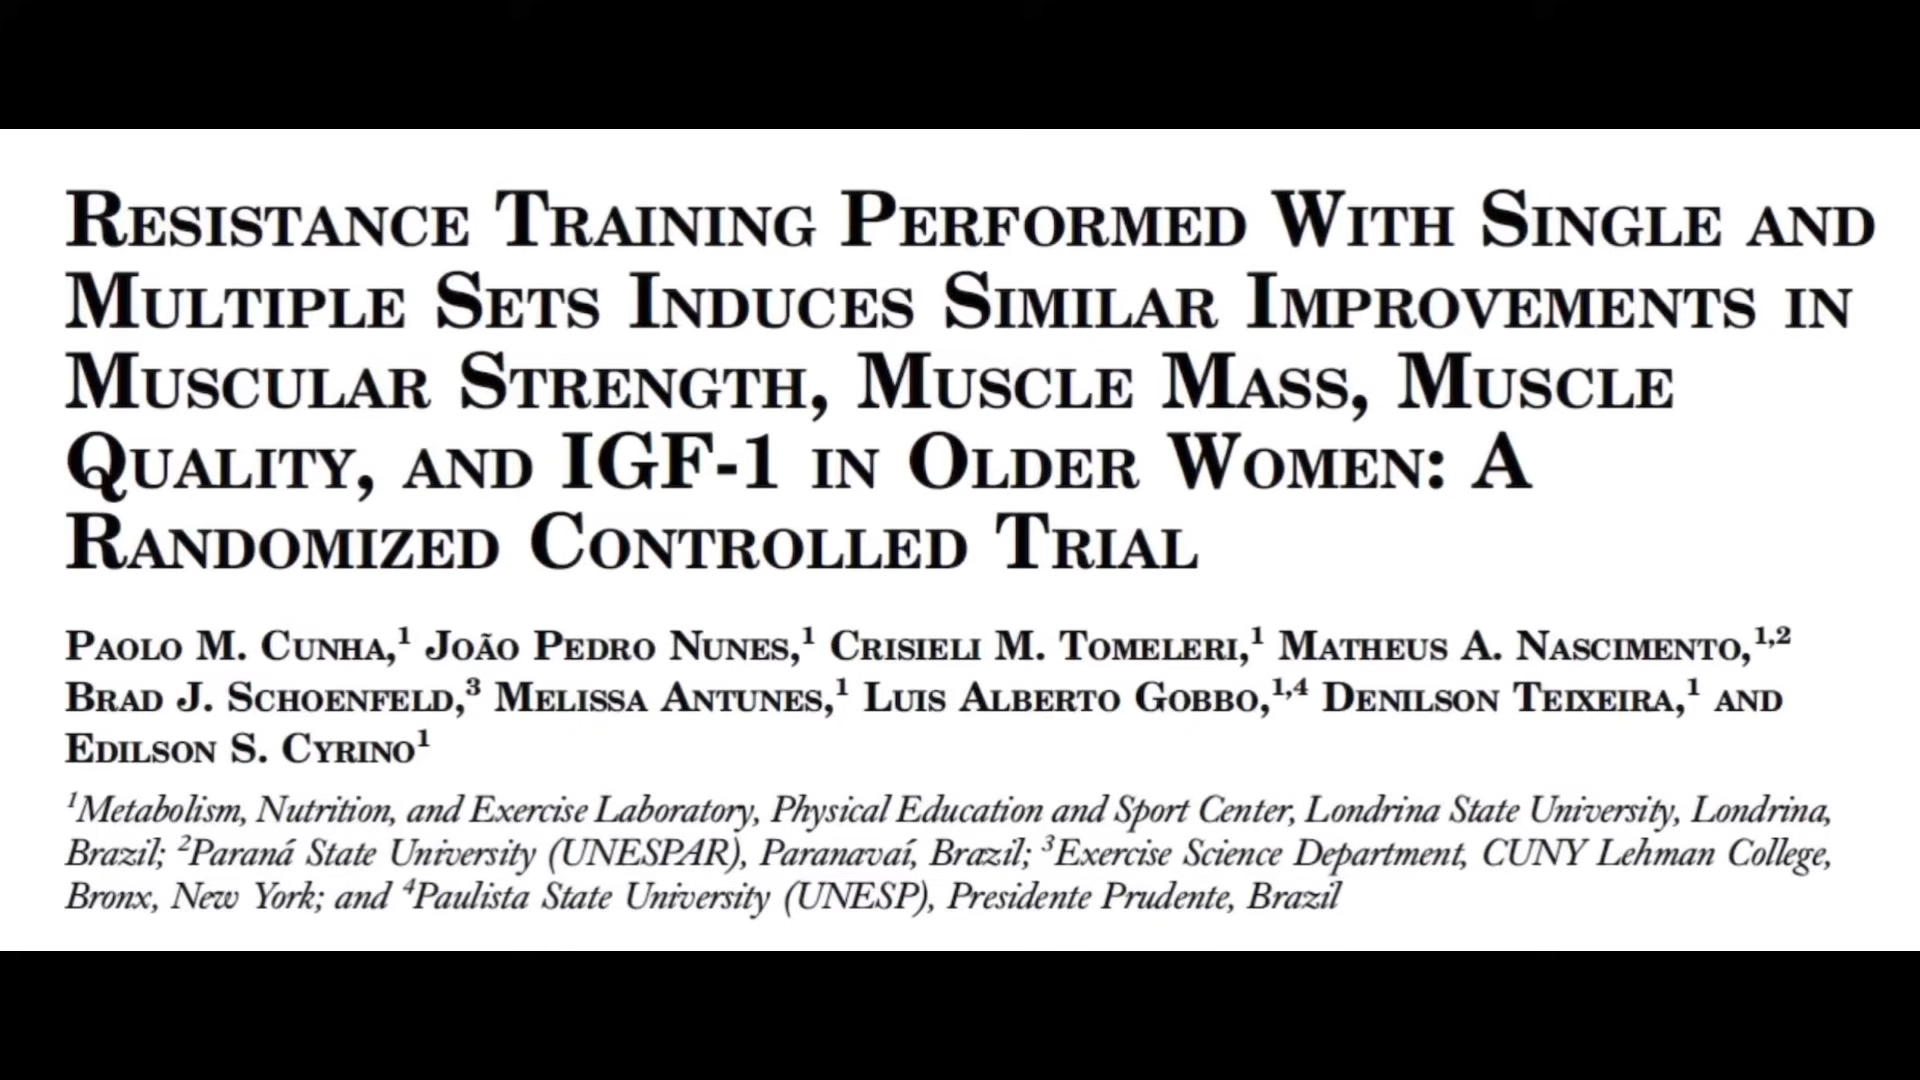 RESISTANCE TRAINING PERFORMED WITH SINGLE AND
MULTIPLE SETS INDUCES SIMILAR IMPROVEMENTS IN
MUSCULAR STRENGTH, MUSCLE MASS, MUSCLE
QUALITY, AND IGF-1 IN OLDER WOMEN: A
RANDOMIZED CONTROLLED TRIAL
PAOLO M. CUNHA,¹ JOÃO PEDRO NUNES,¹ CRISIELI M. TOMELERI,¹ MATHEUS A. NASCIMENTO,¹,²
BRAD J. SCHOENFELD,³ MELISSA ANTUNES,¹ LUIS ALBERTO GOBBO,¹,⁴ DENILSON TEIXEIRA,¹ AND
EDILSON S. CYRINO¹
¹Metabolism, Nutrition, and Exercise Laboratory, Physical Education and Sport Center, Londrina State University, Londrina,
Brazil; ²Paraná State University (UNESPAR), Paranavaí, Brazil; ³Exercise Science Department, CUNY Lehman College,
Bronx, New York; and ⁴Paulista State University (UNESP), Presidente Prudente, Brazil